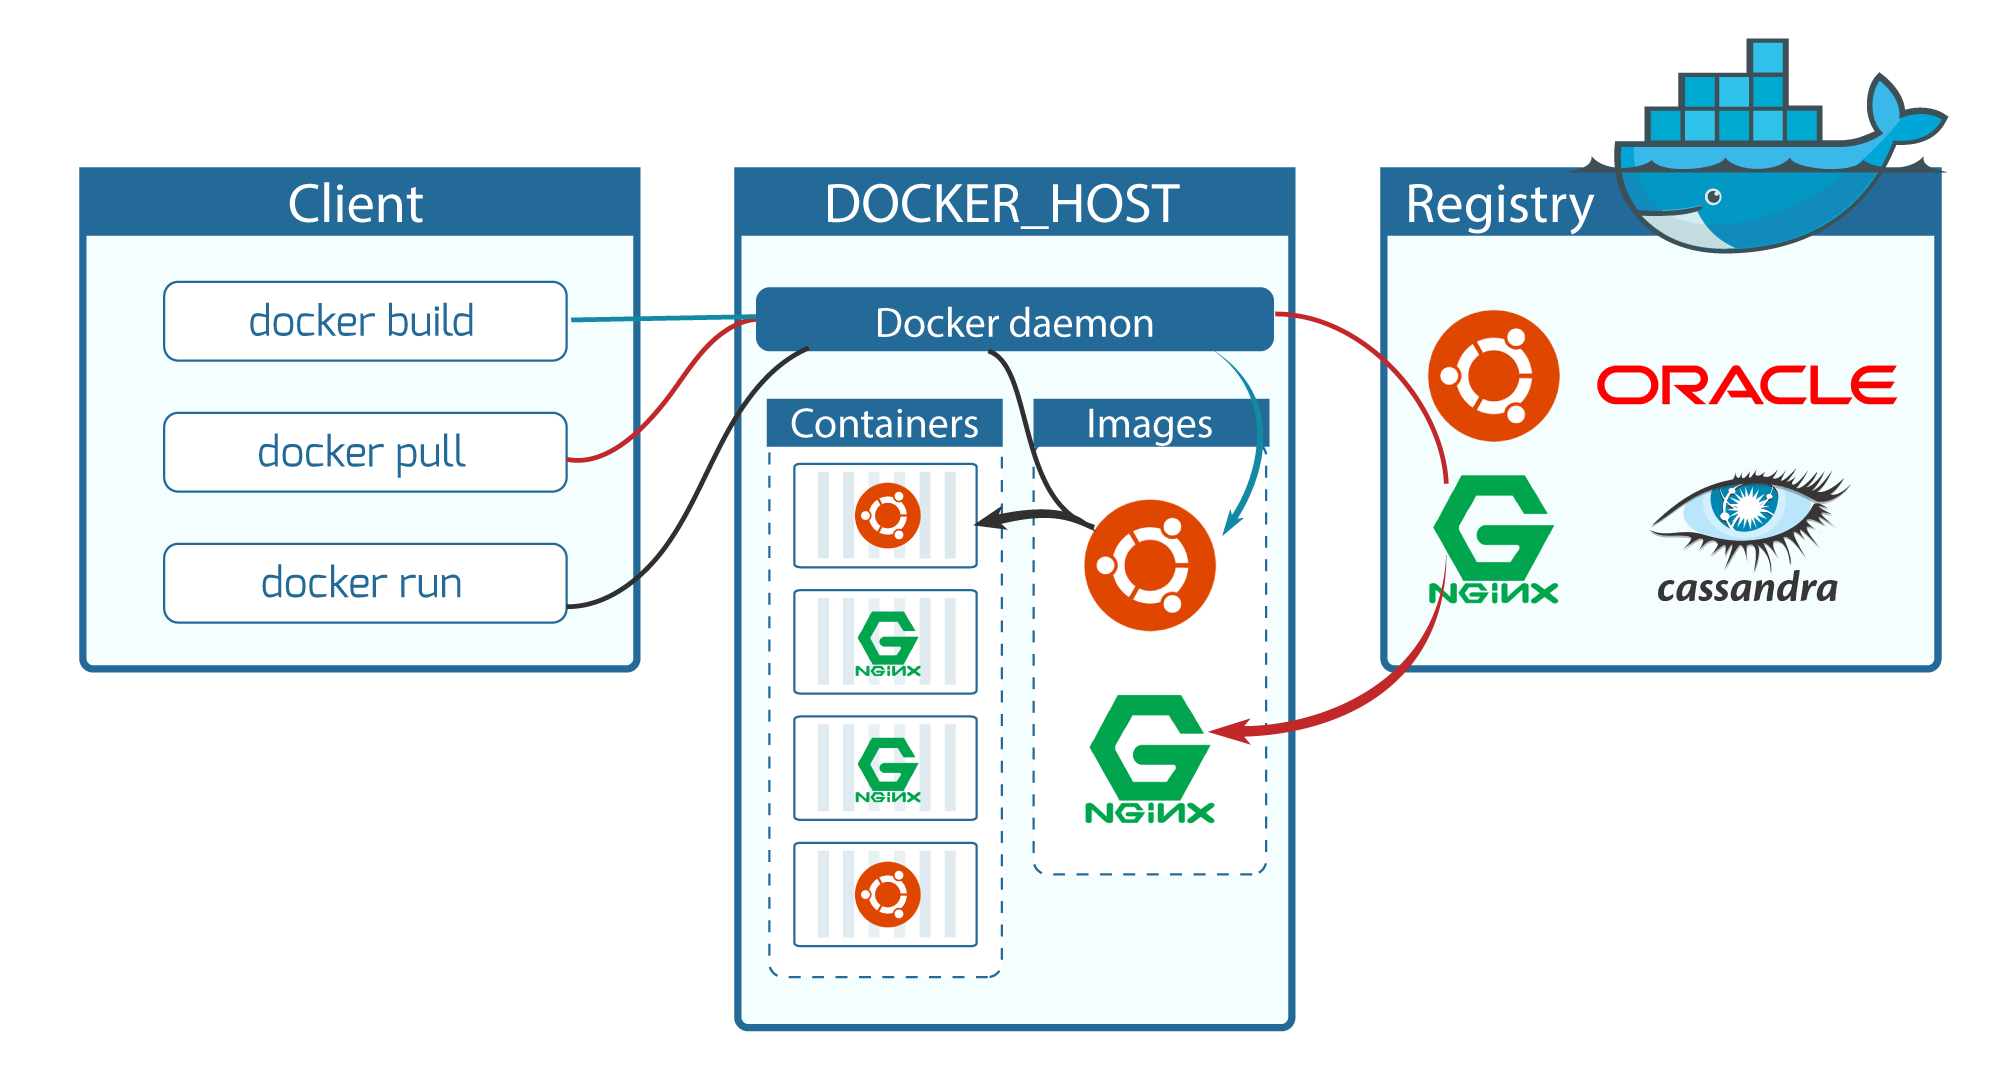 Client
docker build
docker pull
docker run
DOCKER_HOST
Docker daemon
Containers
NGiNX
NGiNX
Images
NGiNX
Registry
ORACLE
NGiNX
cassandra